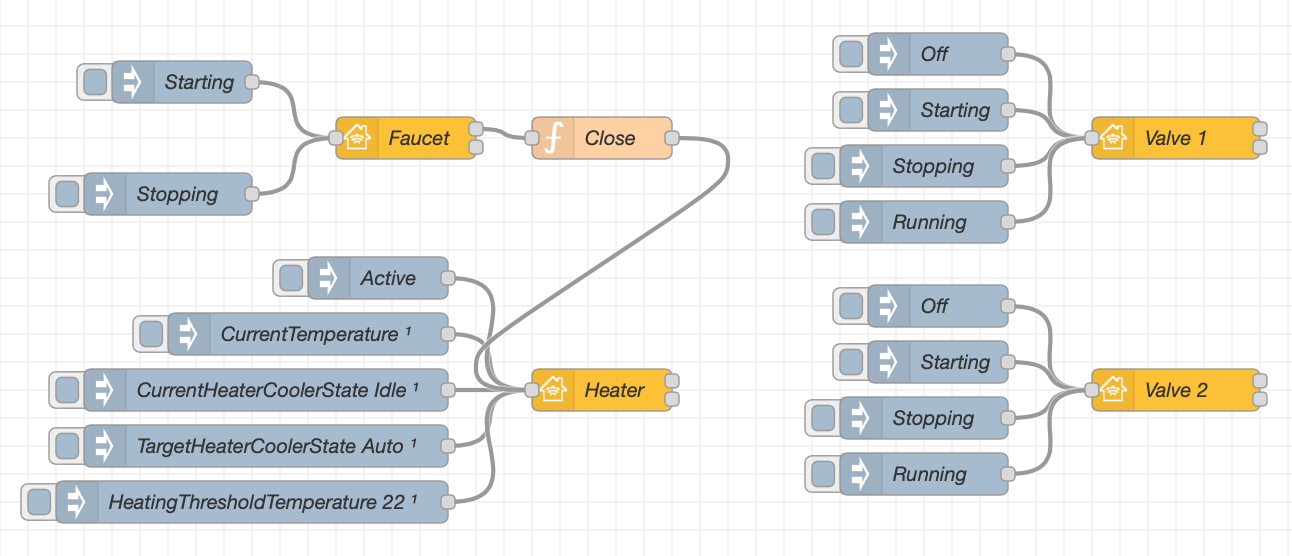 Starting
Faucet
Close
Stopping
Active
CurrentTemperature ¹
CurrentHeaterCoolerState Idle ¹
Heater
TargetHeaterCoolerState Auto ¹
HeatingThresholdTemperature 22 ¹
Off
Starting
Valve 1
Stopping
Running
Off
Starting
Valve 2
Stopping
Running